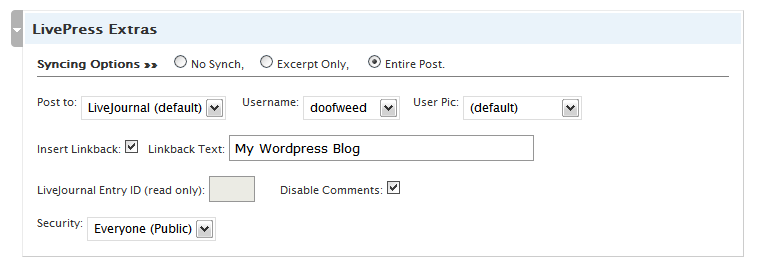 LivePress Extras
Syncing Options »» No Synch, Excerpt Only, Entire Post.
Post to: LiveJournal (default) Username: doofweed User Pic: (default)
Insert Linkback: Linkback Text: My Wordpress Blog
LiveJournal Entry ID (read only): Disable Comments:
Security: Everyone (Public)